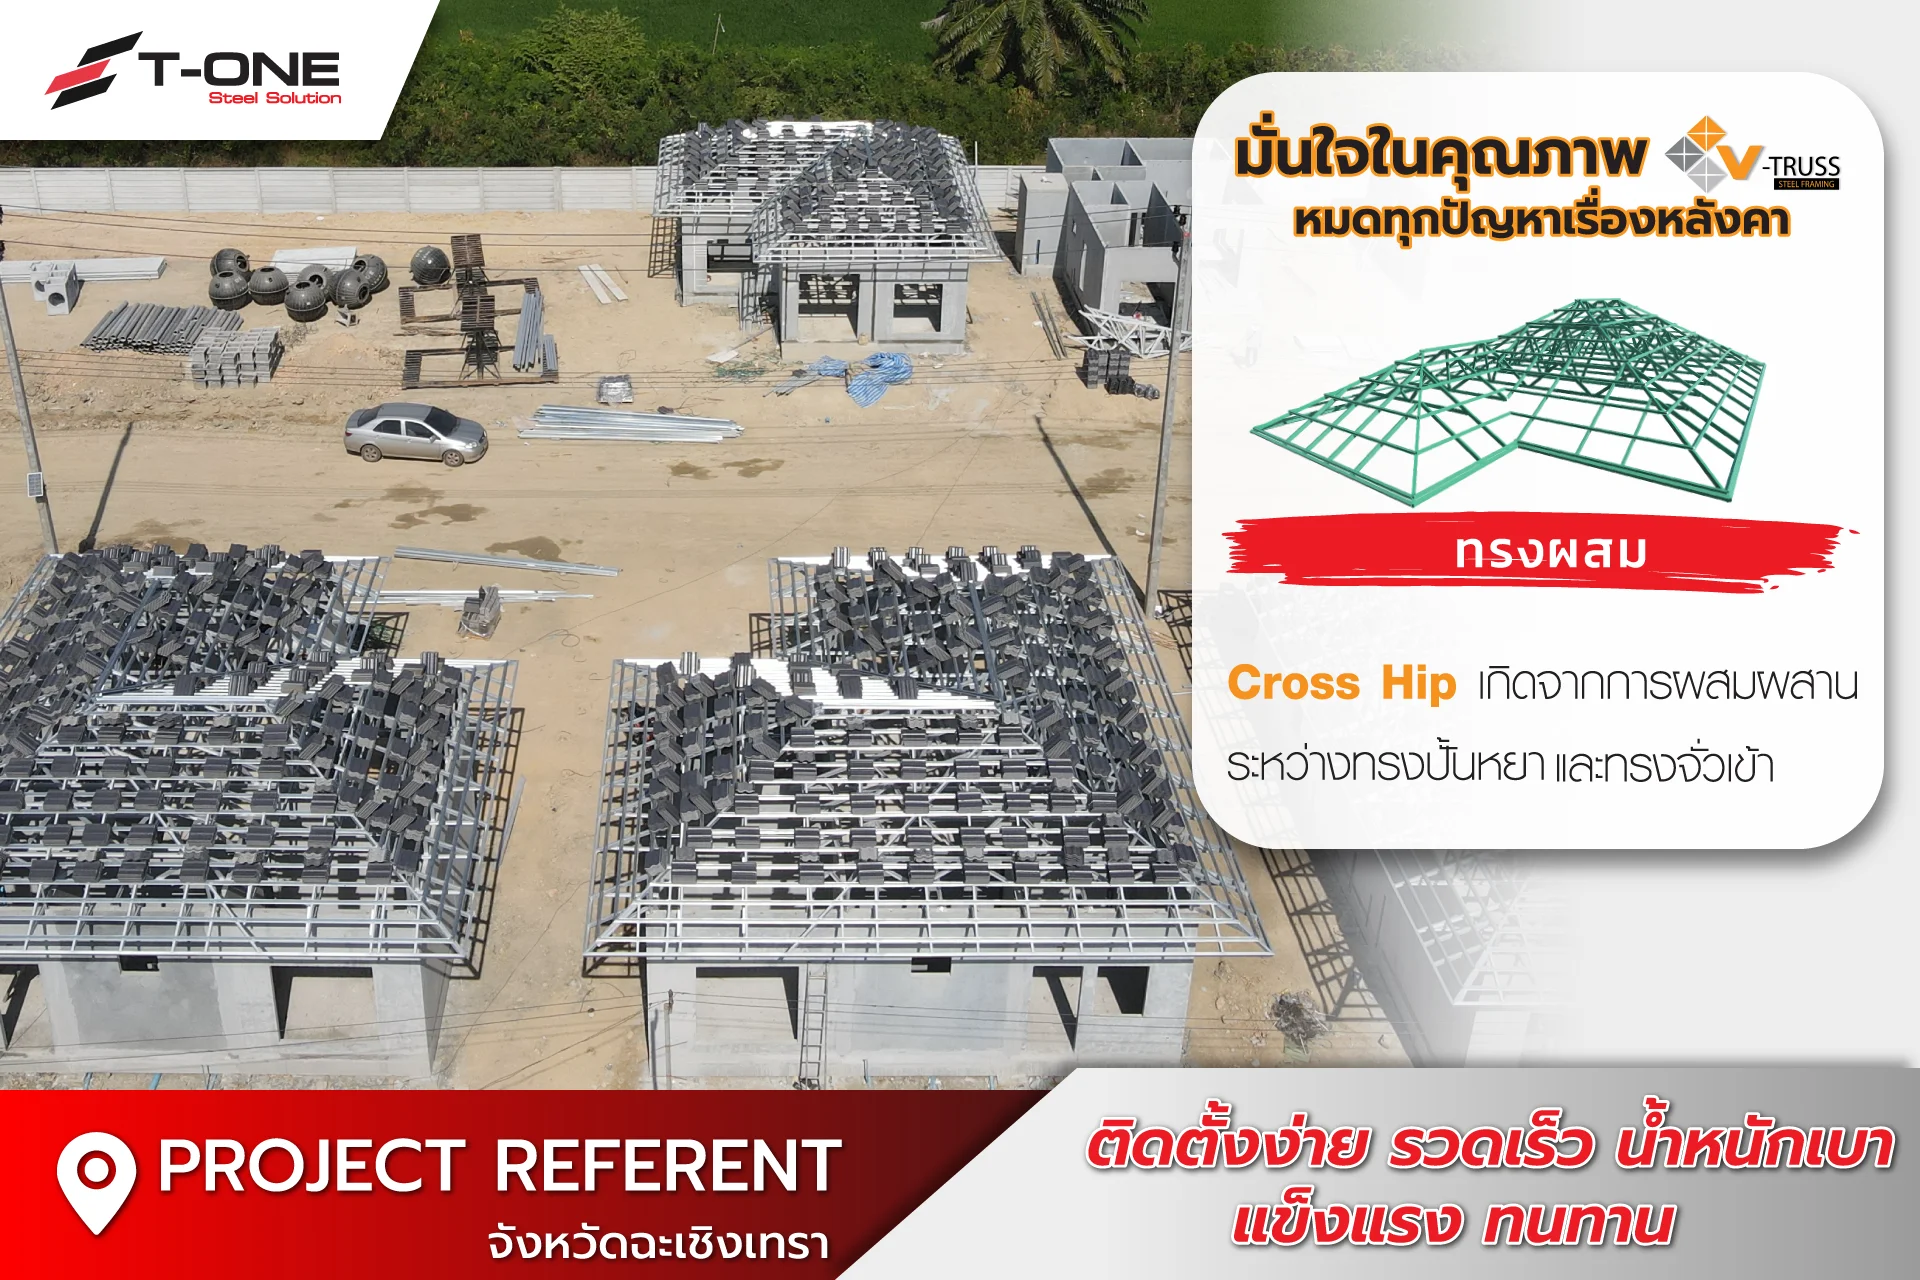 T-ONE
Steel Solution
มั่นใจในคุณภาพ V-TRUSS
STEEL FRAMING
หมดทุกปัญหาเรื่องหลังคา
ทรงผสม
Cross Hip เกิดจากการผสมผสาน
ระหว่างทรงปั้นหยา และทรงจั่วเข้า
PROJECT REFERENT
จังหวัดฉะเชิงเทรา
ติดตั้งง่าย รวดเร็ว น้ำหนักเบา
แข็งแรง ทนทาน